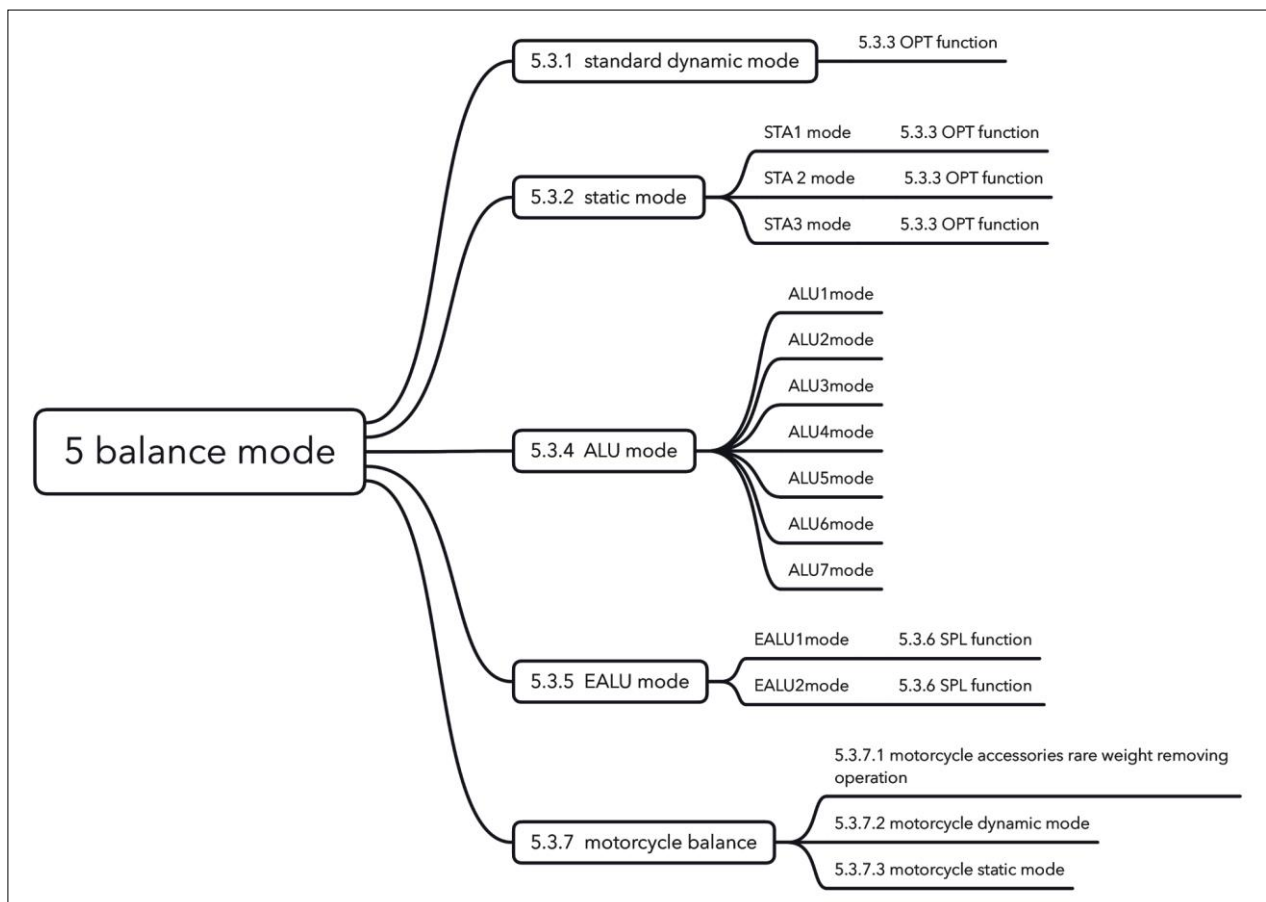 5 balance mode
5.3.1 standard dynamic mode
5.3.3 OPT function
5.3.2 static mode
STA1 mode 5.3.3 OPT function
STA 2 mode 5.3.3 OPT function
STA3 mode 5.3.3 OPT function
5.3.4 ALU mode
ALU1mode
ALU2mode
ALU3mode
ALU4mode
ALU5mode
ALU6mode
ALU7mode
5.3.5 EALU mode
EALU1mode 5.3.6 SPL function
EALU2mode 5.3.6 SPL function
5.3.7 motorcycle balance
5.3.7.1 motorcycle accessories rare weight removing
operation
5.3.7.2 motorcycle dynamic mode
5.3.7.3 motorcycle static mode